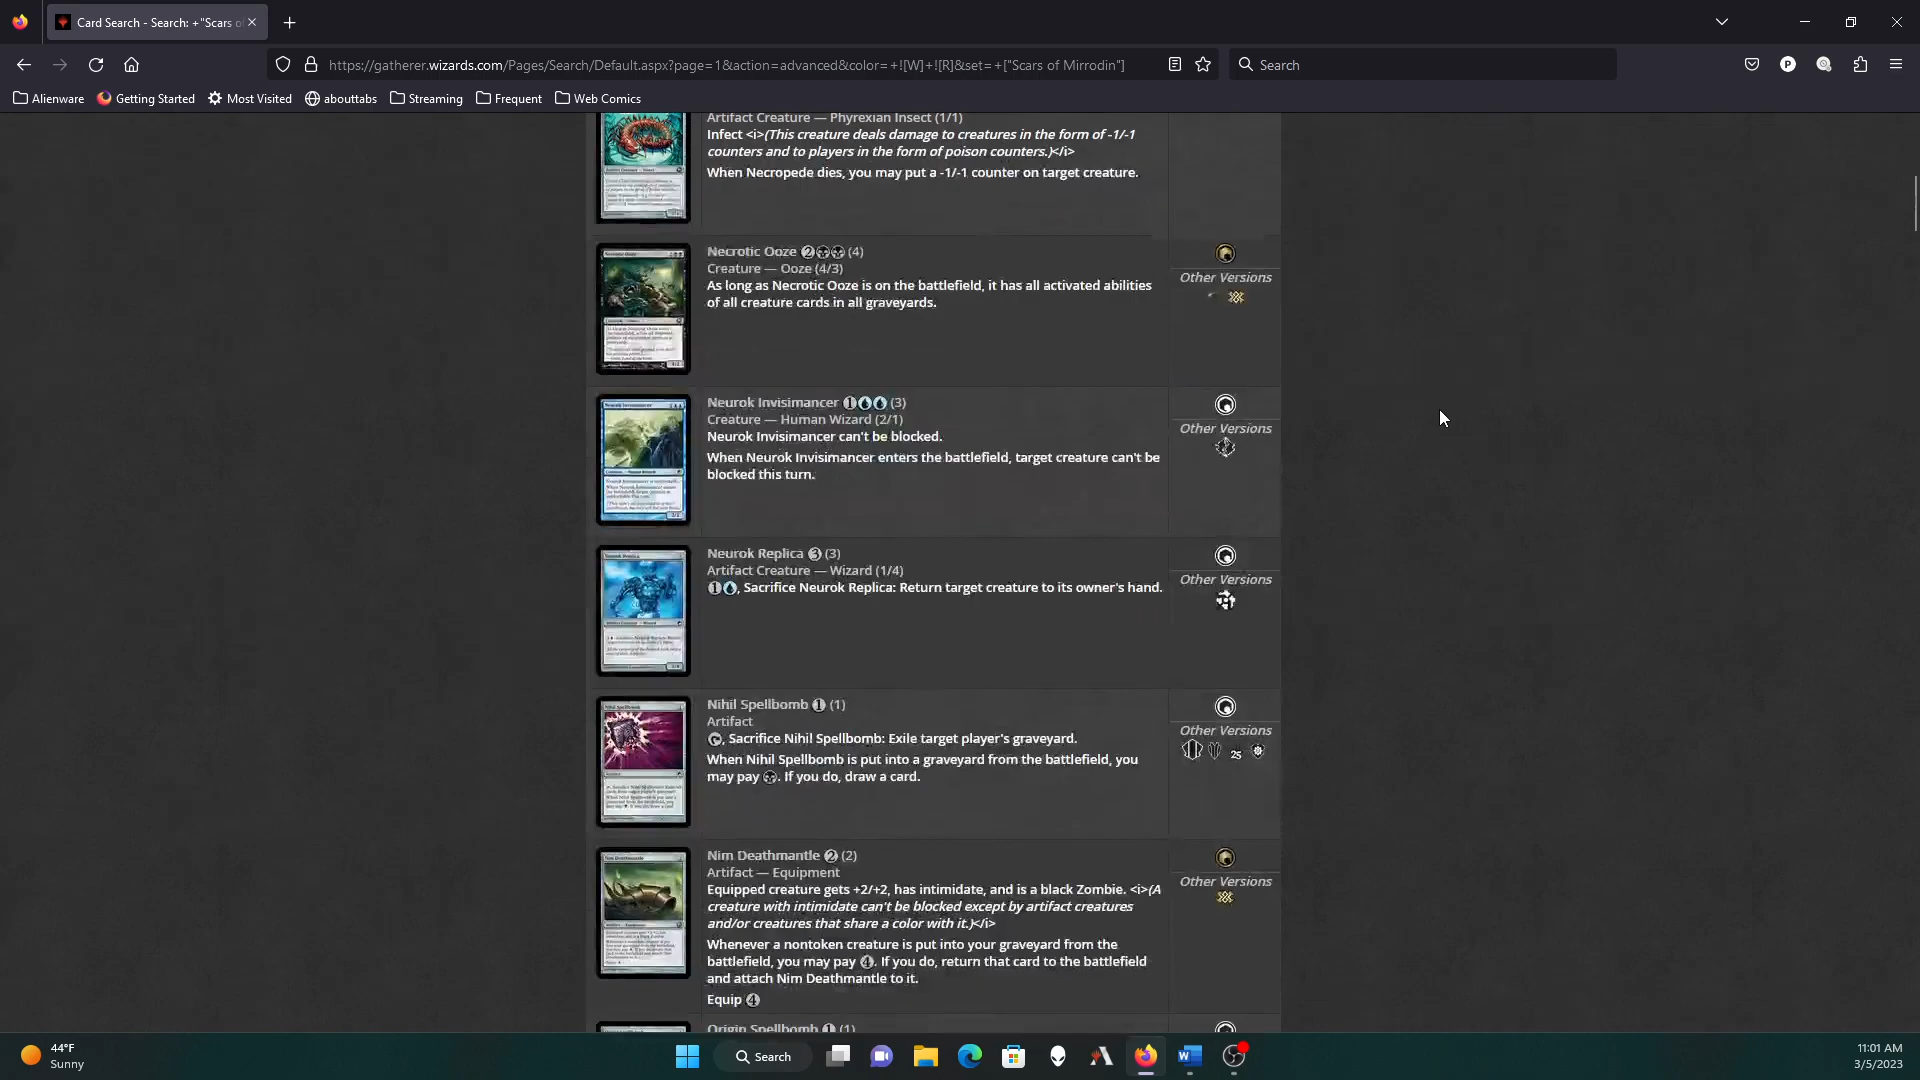 Card Search - Search: +"Scars o
https://gatherer.wizards.com/Pages/Search/Default.aspx?page=1&action=advanced&color=+![W]+![R]&set=+["Scars of Mirrodin"]
Search
P
Alienware
Getting Started
Most Visited
abouttabs
Streaming
Frequent
Web Comics
Artifact Creature — Phyrexian Insect (1/1)
Infect <i>(This creature deals damage to creatures in the form of -1/-1
counters and to players in the form of poison counters.)</i>
When Necropede dies, you may put a -1/-1 counter on target creature.
Necrotic Ooze 2 (4)
Creature — Ooze (4/3)
As long as Necrotic Ooze is on the battlefield, it has all activated abilities
of all creature cards in all graveyards.
Other Versions
Neurok Invisimancer 1 (3)
Creature — Human Wizard (2/1)
Neurok Invisimancer can't be blocked.
When Neurok Invisimancer enters the battlefield, target creature can't be
blocked this turn.
Other Versions
Neurok Replica 3 (3)
Artifact Creature — Wizard (1/4)
1, Sacrifice Neurok Replica: Return target creature to its owner's hand.
Other Versions
Nihil Spellbomb 1 (1)
Artifact
, Sacrifice Nihil Spellbomb: Exile target player's graveyard.
When Nihil Spellbomb is put into a graveyard from the battlefield, you
may pay . If you do, draw a card.
Other Versions
25
Nim Deathmantle 2 (2)
Artifact — Equipment
Equipped creature gets +2/+2, has intimidate, and is a black Zombie. <i>(A
creature with intimidate can't be blocked except by artifact creatures
and/or creatures that share a color with it.)</i>
Whenever a nontoken creature is put into your graveyard from the
battlefield, you may pay 4. If you do, return that card to the battlefield
and attach Nim Deathmantle to it.
Equip 4
Other Versions
Origin Spellbomb 1 (1)
44°F
Sunny
Search
11:01 AM
3/5/2023